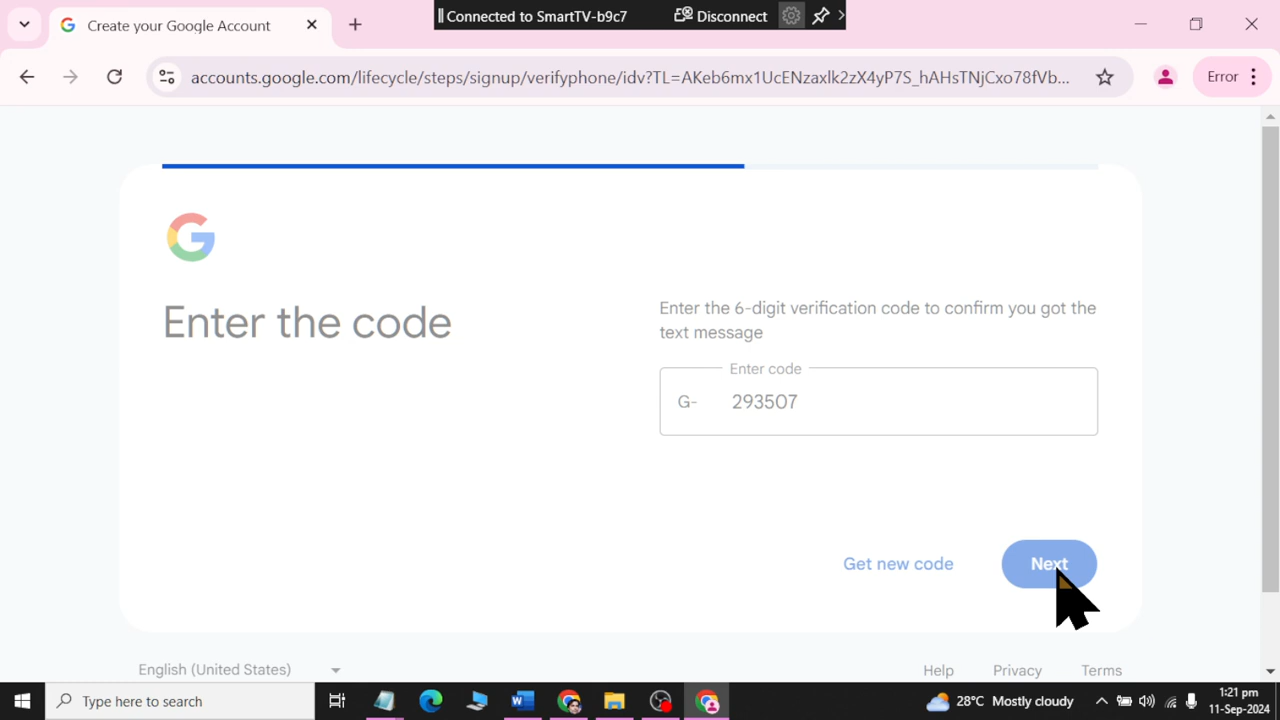 Connected to SmartTV-b9c7 Disconnect
Create your Google Account
accounts.google.com/lifecycle/steps/signup/verifyphone/idv?TL=AKeb6mx1UcENzaxlk2zX4yP7S_hAHsTNjCxo78fVb...
Error
Enter the code
Enter the 6-digit verification code to confirm you got the
text message
Enter code
G- 293507
Get new code
Next
English (United States)
Help Privacy Terms
Type here to search
28°C Mostly cloudy
1:21 pm
11-Sep-2024